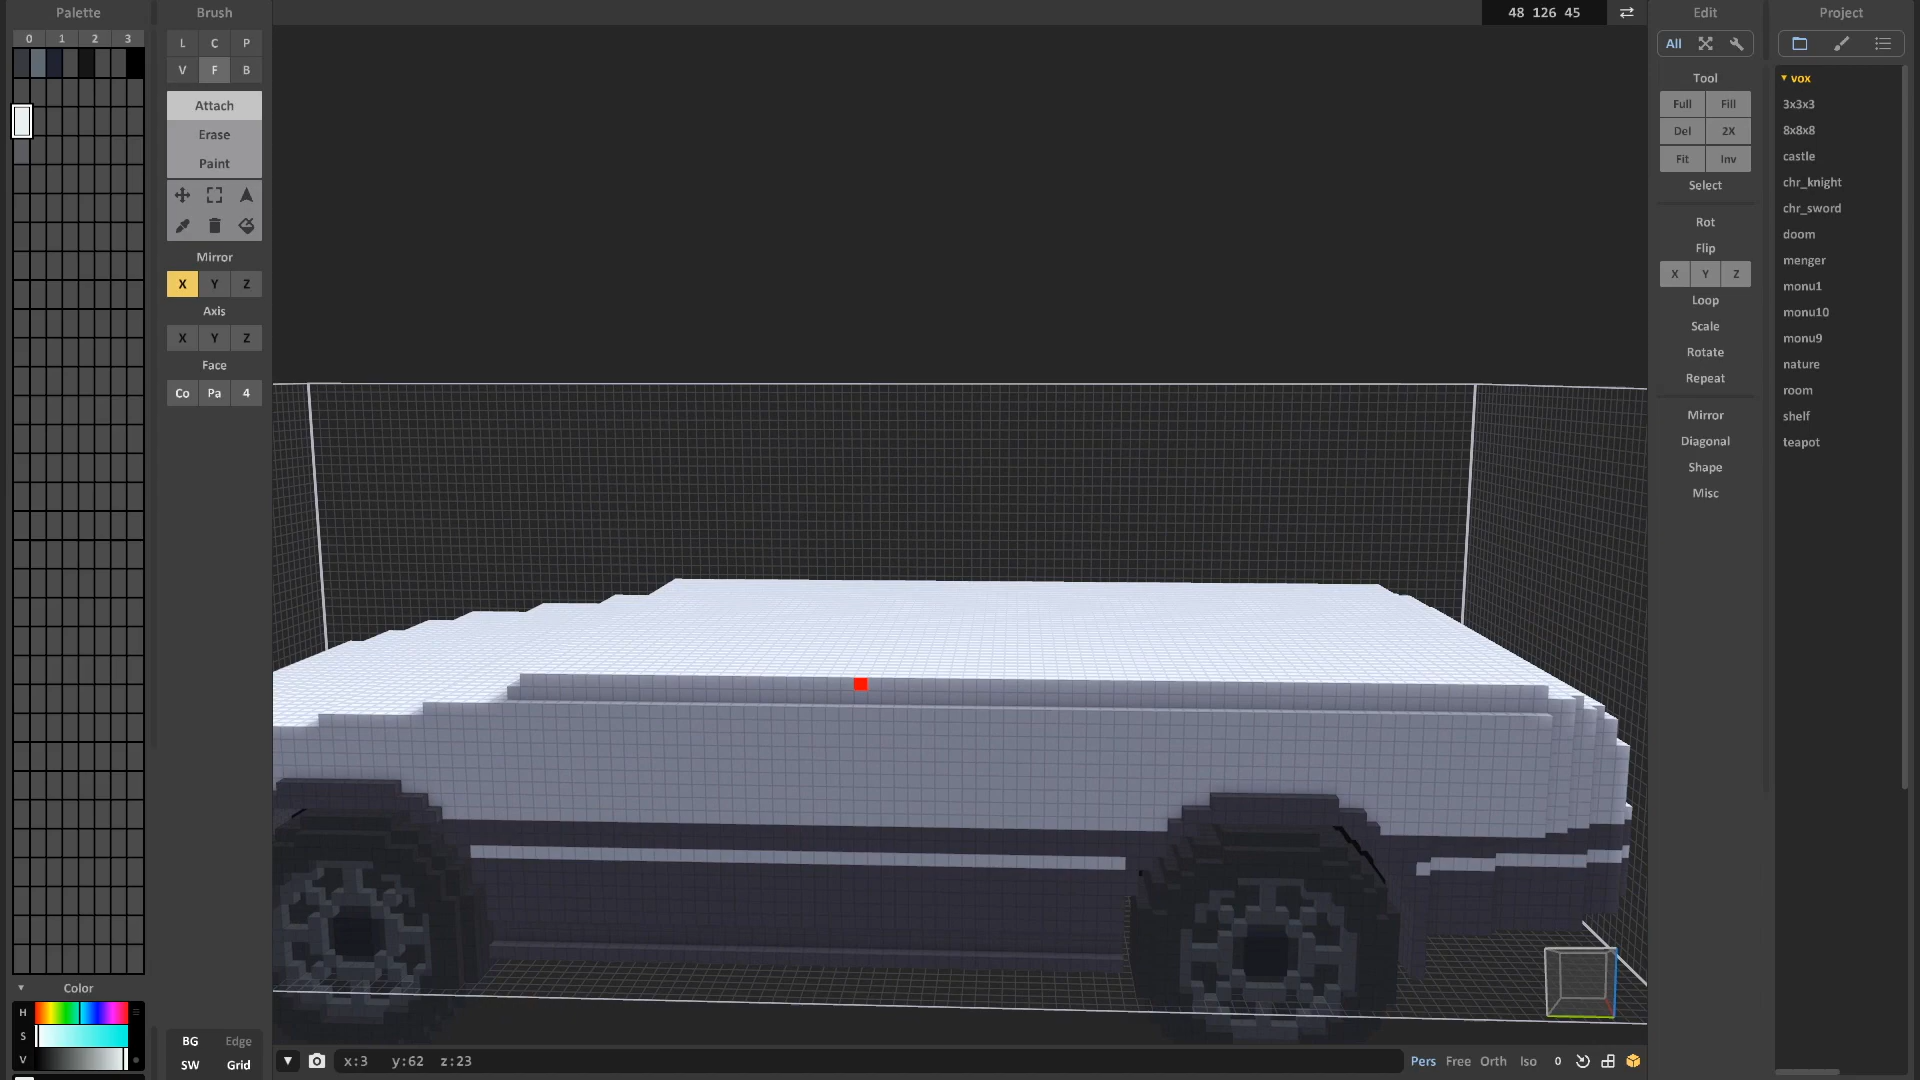 Palette
0 1 2 3
Color
H
S
V
Brush
L C P
V F B
Attach
Erase
Paint
Mirror
X Y Z
Axis
X Y Z
Face
Co Pa 4
BG Edge
SW Grid
48 126 45
x:3 y:62 z:23
Pers Free Orth Iso 0
Edit
All
Tool
Full Fill
Del 2X
Fit Inv
Select
Rot
Flip
X Y Z
Loop
Scale
Rotate
Repeat
Mirror
Diagonal
Shape
Misc
Project
vox
3x3x3
8x8x8
castle
chr_knight
chr_sword
doom
menger
monu1
monu10
monu9
nature
room
shelf
teapot